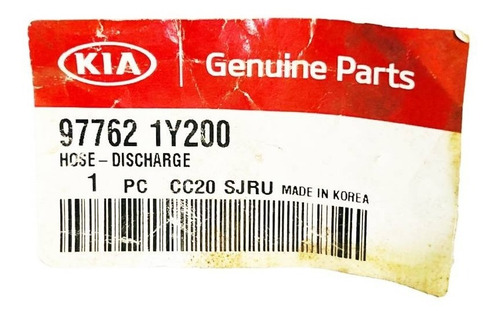 KIA Genuine Parts
97762 1Y200
HOSE-DISCHARGE
1 PC CC20 SJRU MADE IN KOREA